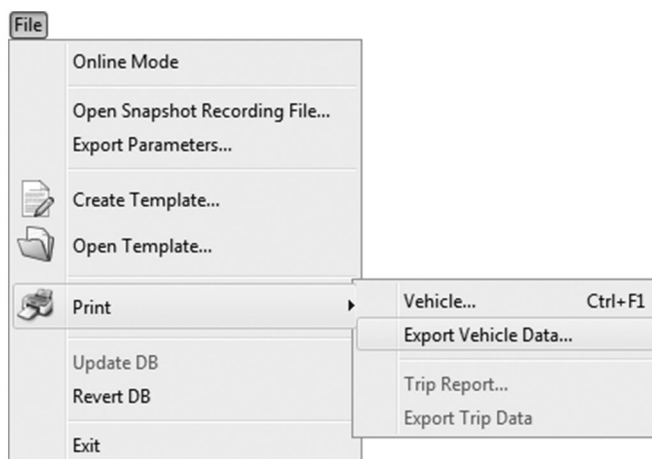 File
Online Mode
Open Snapshot Recording File...
Export Parameters...
Create Template...
Open Template...
Print
Vehicle... Ctrl+F1
Export Vehicle Data...
Trip Report...
Export Trip Data
Update DB
Revert DB
Exit